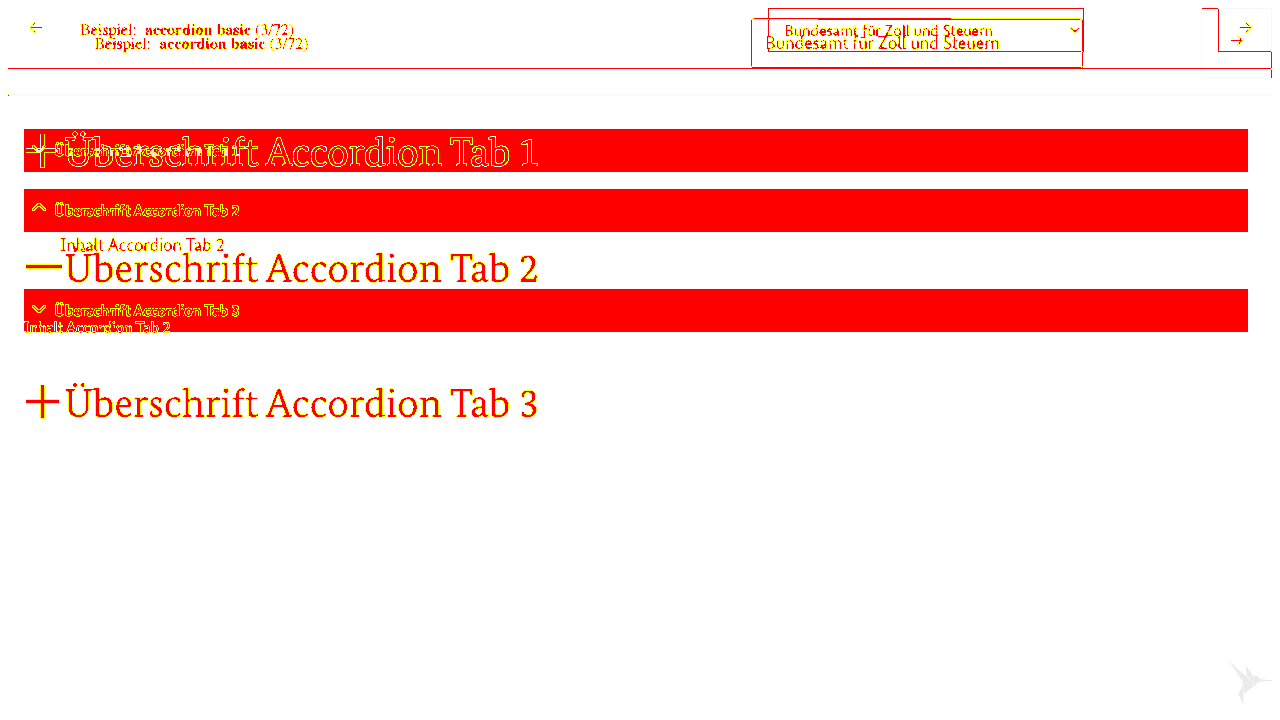 Beispiel: accordion basic (3/72)
Beispiel: accordion basic (3/72)
Bundesamt für Zoll und Steuern
Bundesamt für Zoll und Steuern
Überschrift Accordion Tab 1
Überschrift Accordion Tab 1
Überschrift Accordion Tab 2
Inhalt Accordion Tab 2
Überschrift Accordion Tab 2
Überschrift Accordion Tab 3
Inhalt Accordion Tab 2
Überschrift Accordion Tab 3